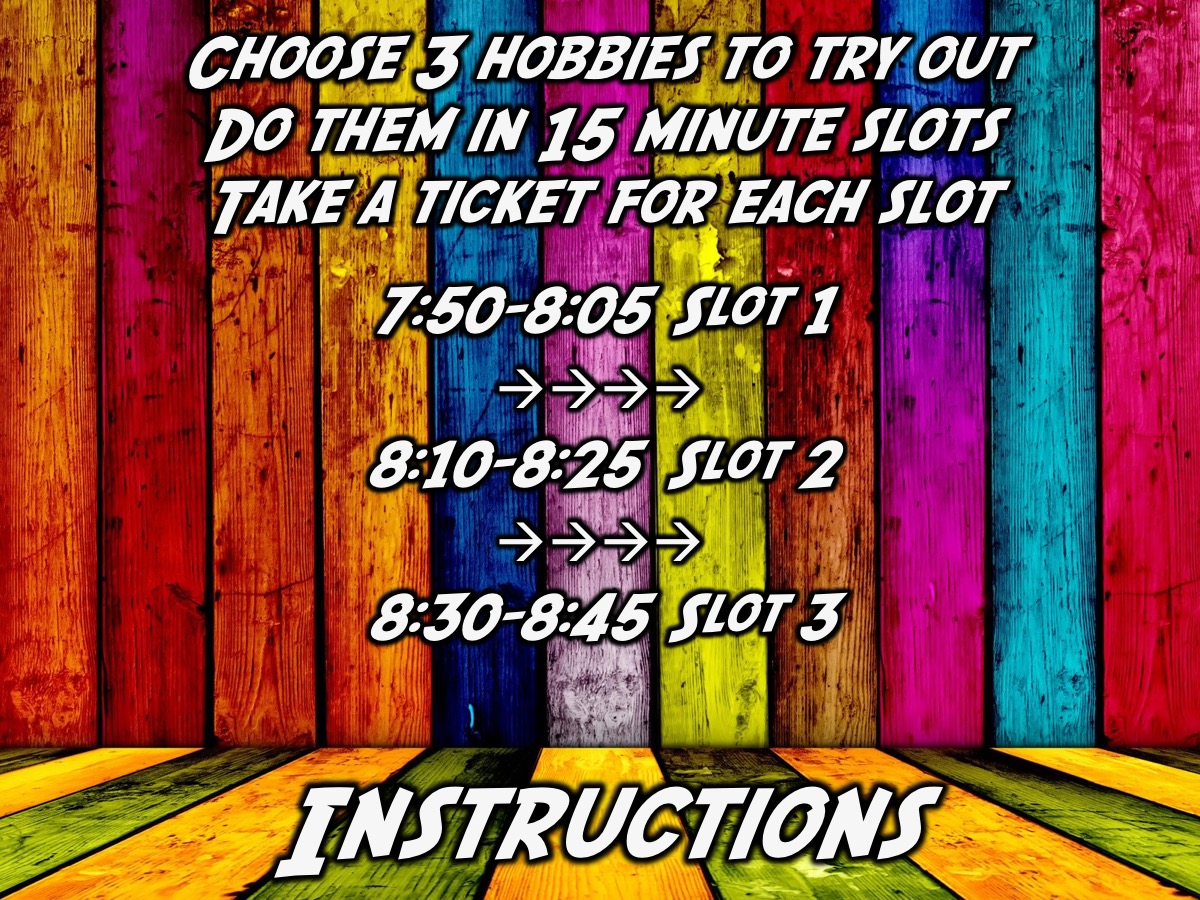 Choose 3 hobbies to try out
Do them in 15 minute slots
Take a ticket for each slot
7:50-8:05 Slot 1
→→→→
8:10-8:25 Slot 2
→→→→
8:30-8:45 Slot 3
Instructions